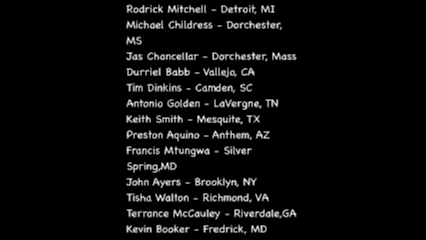 Rodrick Mitchell - Detroit, MI
Michael Childress - Dorchester,
MS
Jas Chancellar - Dorchester, Mass
Durriel Babb - Vallejo, CA
Tim Dinkins - Camden, SC
Antonio Golden - LaVergne, TN
Keith Smith - Mesquite, TX
Preston Aquino - Anthem, AZ
Francis Mtungwa - Silver
Spring,MD
John Ayers - Brooklyn, NY
Tisha Walton - Richmond, VA
Terrance McCauley - Riverdale,GA
Kevin Booker - Fredrick, MD